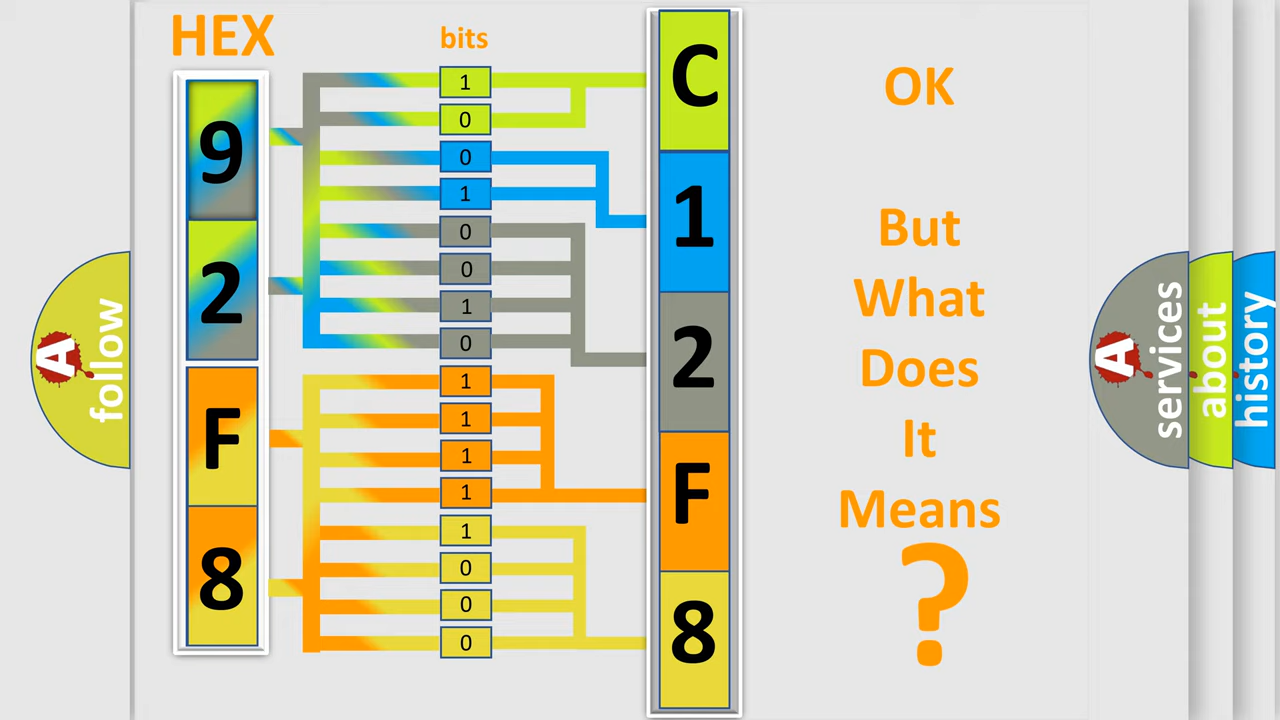 HEX
bits
9
2
F
8
1
0
0
1
0
0
1
0
1
1
1
1
1
0
0
0
C
1
2
F
8
OK
But
What
Does
It
Means
?
A
follow
A
services
about
history